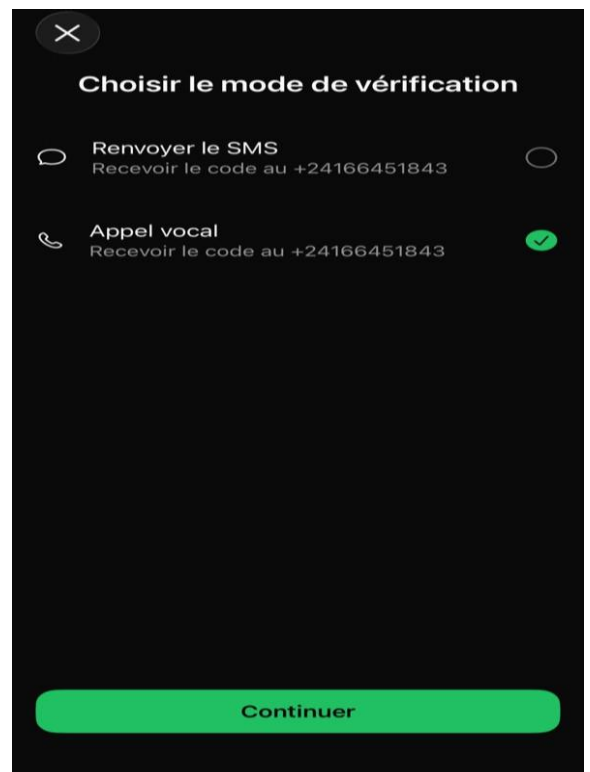 Choisir le mode de vérification
Renvoyer le SMS
Recevoir le code au +24166451843
Appel vocal
Recevoir le code au +24166451843
Continuer